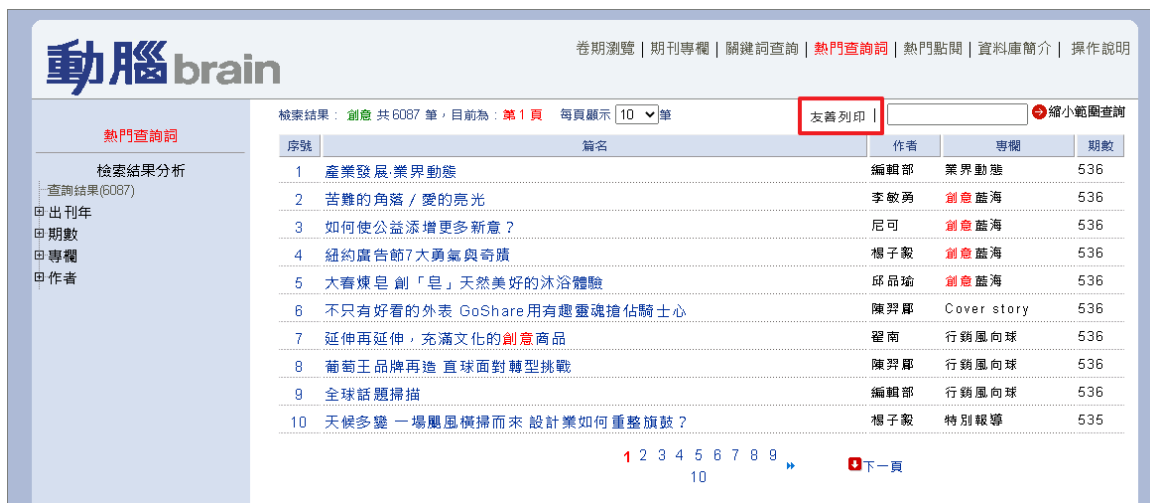 動腦brain
卷期瀏覽 | 期刊專欄 | 關鍵詞查詢 | 熱門查詢詞 | 熱門點閱 | 資料庫簡介 | 操作說明
熱門查詢詞
檢索結果分析
查詢結果(6087)
出刊年
期數
專欄
作者
檢索結果： 創意 共 6087 筆，目前為：第 1 頁 每頁顯示 10 筆
友善列印 |
縮小範圍查詢
序號 篇名 作者 專欄 期數
1 產業發展‧業界動態 編輯部 業界動態 536
2 苦難的角落 / 愛的亮光 李敏勇 創意藍海 536
3 如何使公益添增更多新意？ 尼可 創意藍海 536
4 紐約廣告節7大勇氣與奇蹟 楊子毅 創意藍海 536
5 大春煉皂 創「皂」天然美好的沐浴體驗 邱品瑜 創意藍海 536
6 不只有好看的外表 GoShare用有趣靈魂搶佔騎士心 陳羿郿 Cover story 536
7 延伸再延伸，充滿文化的創意商品 翟南 行銷風向球 536
8 葡萄王品牌再造 直球面對轉型挑戰 陳羿郿 行銷風向球 536
9 全球話題掃描 編輯部 行銷風向球 536
10 天候多變 一場颶風橫掃而來 設計業如何重整旗鼓？ 楊子毅 特別報導 535
1 2 3 4 5 6 7 8 9
10
下一頁